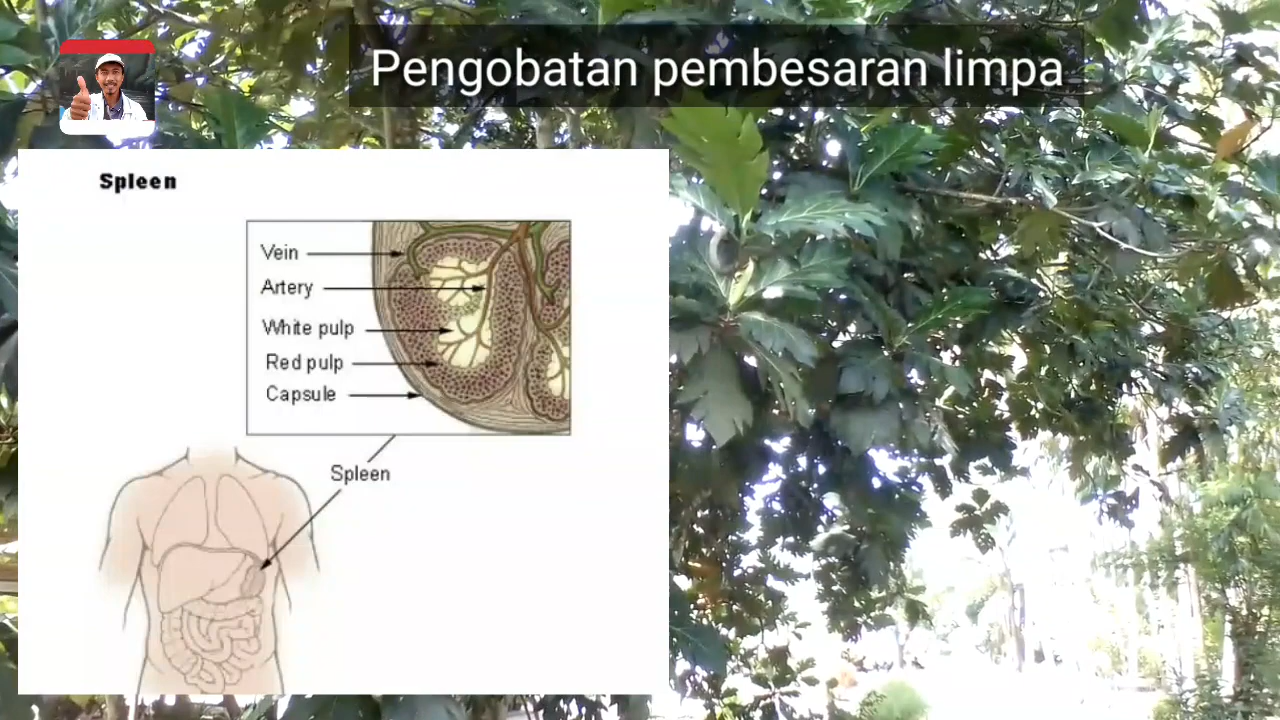 Pengobatan pembesaran limpa
Spleen
Vein
Artery
White pulp
Red pulp
Capsule
Spleen